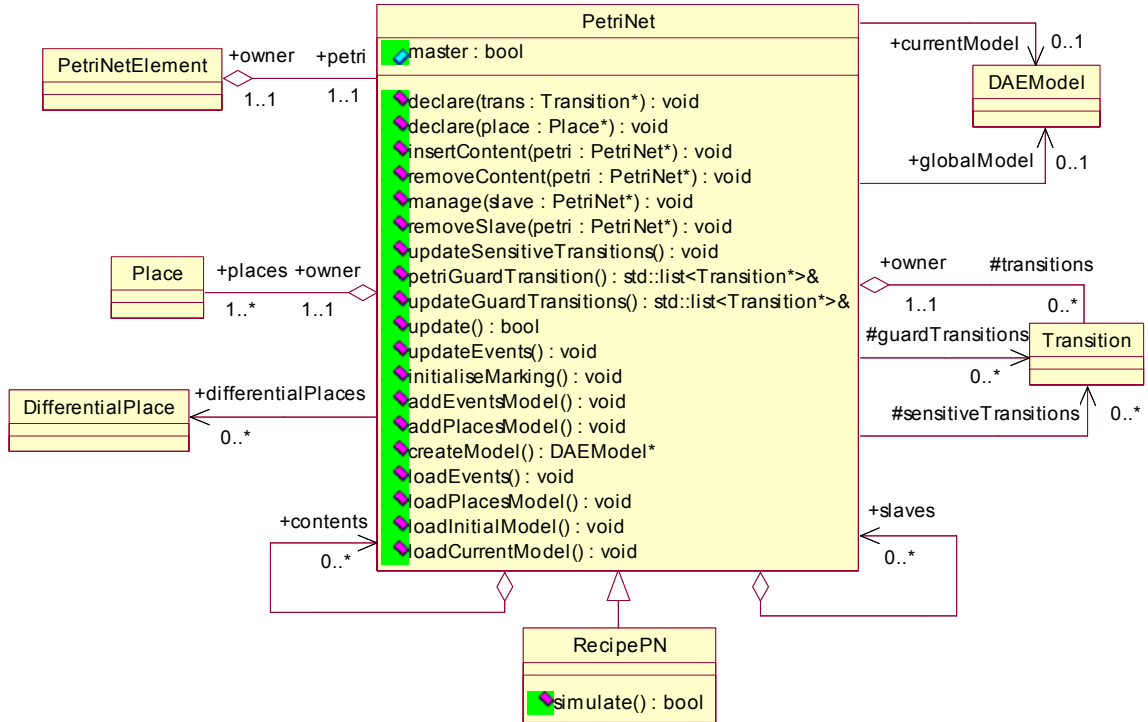 PetriNet
master : bool
declare(trans : Transition*) : void
declare(place : Place*) : void
insertContent(petri : PetriNet*) : void
removeContent(petri : PetriNet*) : void
manage(slave : PetriNet*) : void
removeSlave(petri : PetriNet*) : void
updateSensitiveTransitions() : void
petriGuardTransition() : std::list<Transition*>&
updateGuardTransitions() : std::list<Transition*>&
update() : bool
updateEvents() : void
initialiseMarking() : void
addEventsModel() : void
addPlacesModel() : void
createModel() : DAEModel*
loadEvents() : void
loadPlacesModel() : void
loadInitialModel() : void
loadCurrentModel() : void
PetriNetElement
+owner
+petri
1..1
1..1
Place
+places
+owner
1..*
1..1
DifferentialPlace
+differentialPlaces
0..*
+contents
0..*
+currentModel
0..1
DAEModel
+globalModel
0..1
+owner
#transitions
1..1
0..*
#guardTransitions
Transition
0..*
#sensitiveTransitions
0..*
+slaves
0..*
RecipePN
simulate() : bool